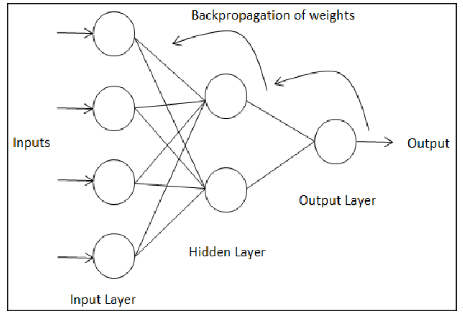 Backpropagation of weights
Inputs
Output
Output Layer
Hidden Layer
Input Layer